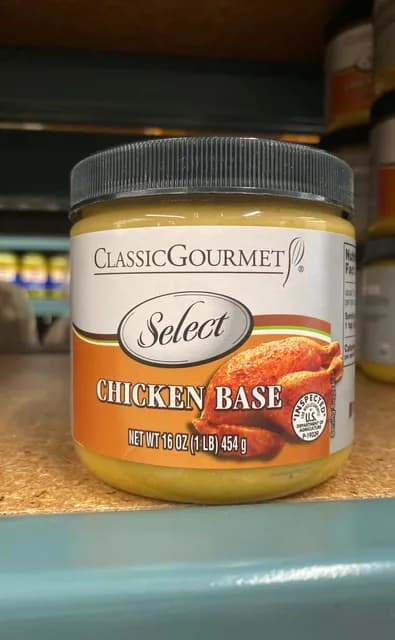 CLASSICGOURMET®
Select
CHICKEN BASE
INSPECTED
U.S.
DEPARTMENT OF
AGRICULTURE
NET WT 16 OZ (1 LB) 454 g